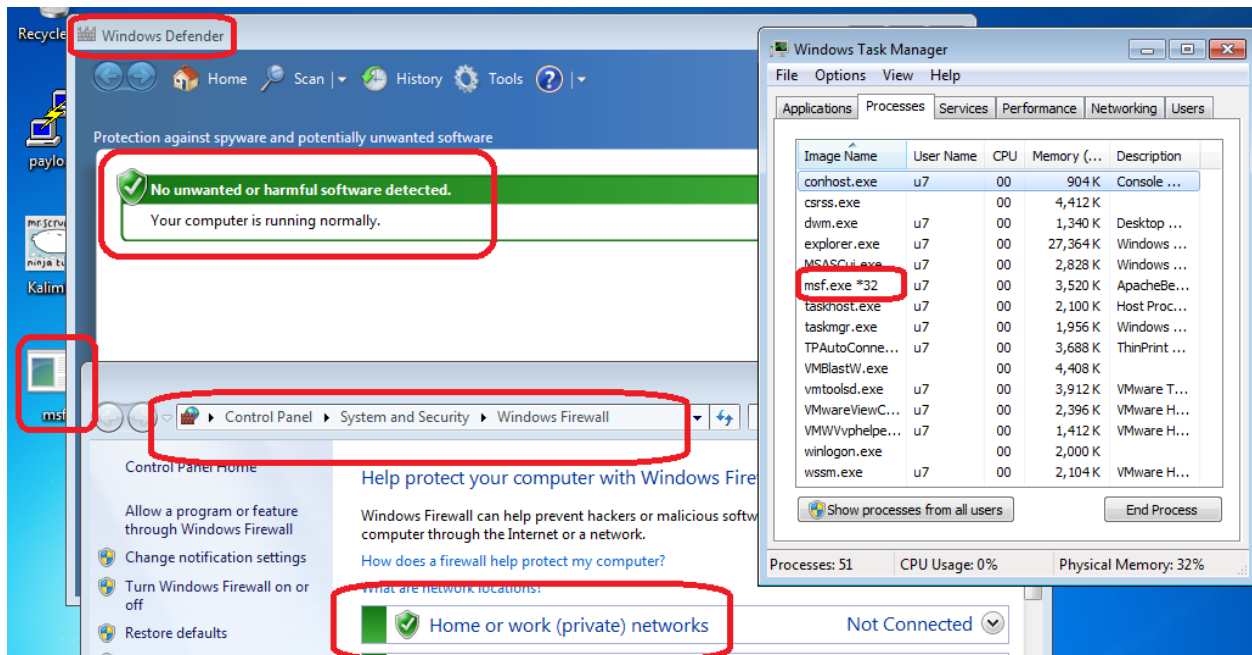 Recycle
Windows Defender
Home Scan History Tools
Protection against spyware and potentially unwanted software
No unwanted or harmful software detected.
Your computer is running normally.
paylo
ninja tu
Kalim
msf
Control Panel System and Security Windows Firewall
Control Panel Home
Allow a program or feature
through Windows Firewall
Change notification settings
Turn Windows Firewall on or
off
Restore defaults
Help protect your computer with Windows Fire
Windows Firewall can help prevent hackers or malicious softw
computer through the Internet or a network.
How does a firewall help protect my computer?
What are network locations?
Home or work (private) networks Not Connected
Windows Task Manager
File Options View Help
Applications Processes Services Performance Networking Users
Image Name User Name CPU Memory (... Description
conhost.exe u7 00 904 K Console ...
csrss.exe 00 4,412 K
dwm.exe u7 00 1,340 K Desktop ...
explorer.exe u7 00 27,364 K Windows ...
MSASCui.exe u7 00 2,828 K Windows ...
msf.exe *32 u7 00 3,520 K ApacheBe...
taskhost.exe u7 00 2,100 K Host Proc...
taskmgr.exe u7 00 1,956 K Windows ...
TPAutoConne... u7 00 3,688 K ThinPrint ...
VMBlastW.exe 00 4,408 K
vmtoolsd.exe u7 00 3,912 K VMware T...
VMwareViewC... u7 00 2,396 K VMware H...
VMWVvphelpe... u7 00 1,412 K VMware H...
winlogon.exe 00 2,000 K
wssm.exe u7 00 2,104 K VMware H...
Show processes from all users End Process
Processes: 51 CPU Usage: 0% Physical Memory: 32%